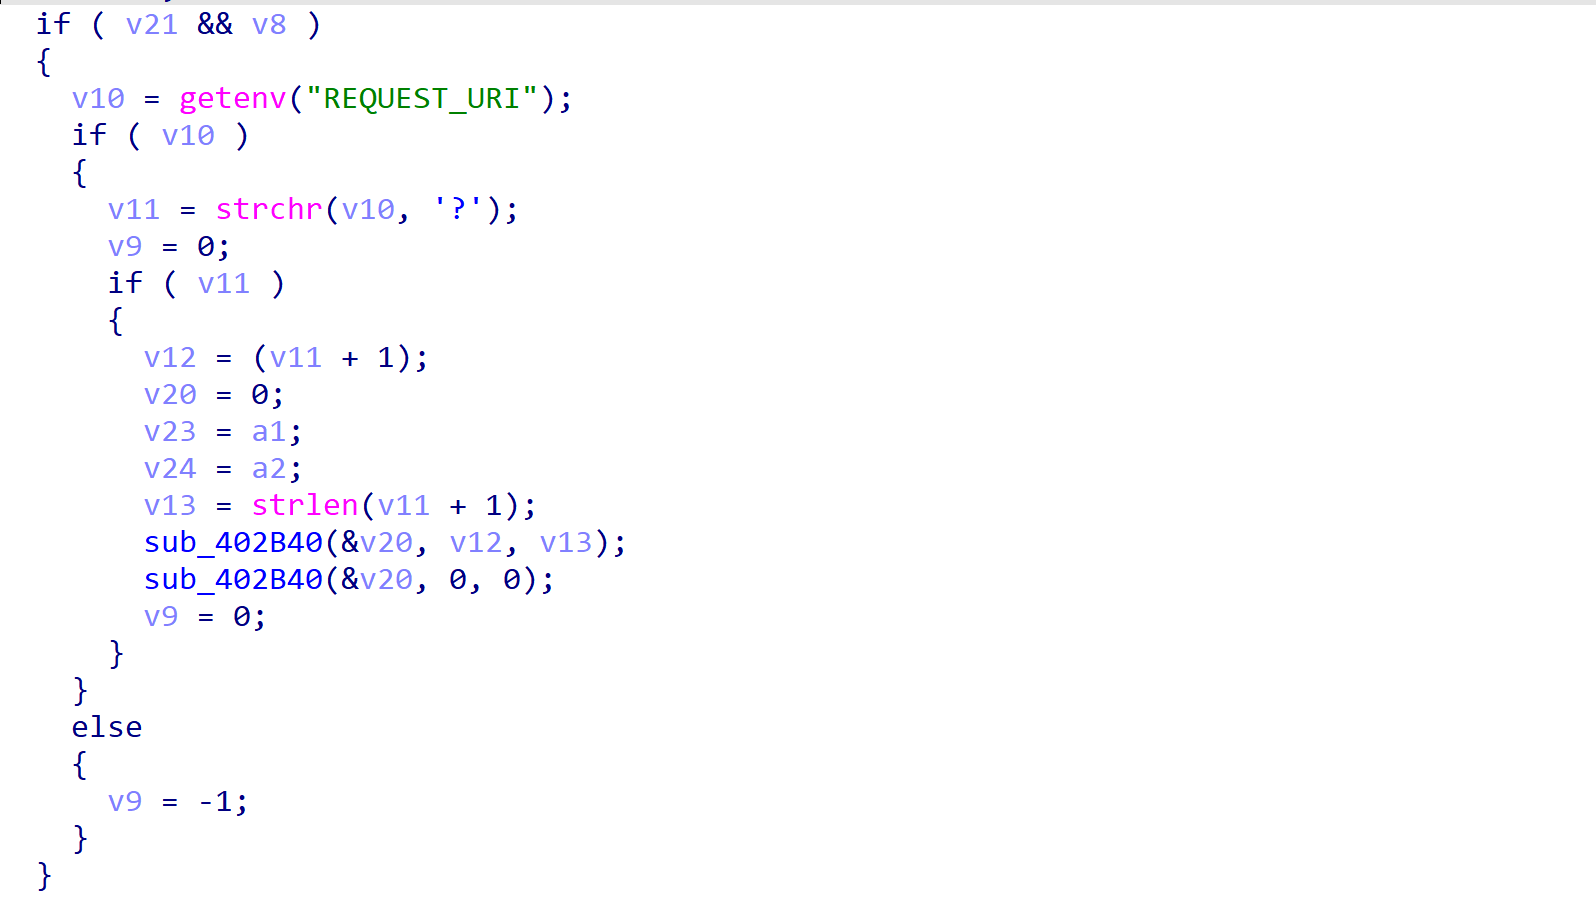 if ( v21 && v8 )
{
v10 = getenv("REQUEST_URI");
if ( v10 )
{
v11 = strchr(v10, '?');
v9 = 0;
if ( v11 )
{
v12 = (v11 + 1);
v20 = 0;
v23 = a1;
v24 = a2;
v13 = strlen(v11 + 1);
sub_402B40(&v20, v12, v13);
sub_402B40(&v20, 0, 0);
v9 = 0;
}
}
else
{
v9 = -1;
}
}